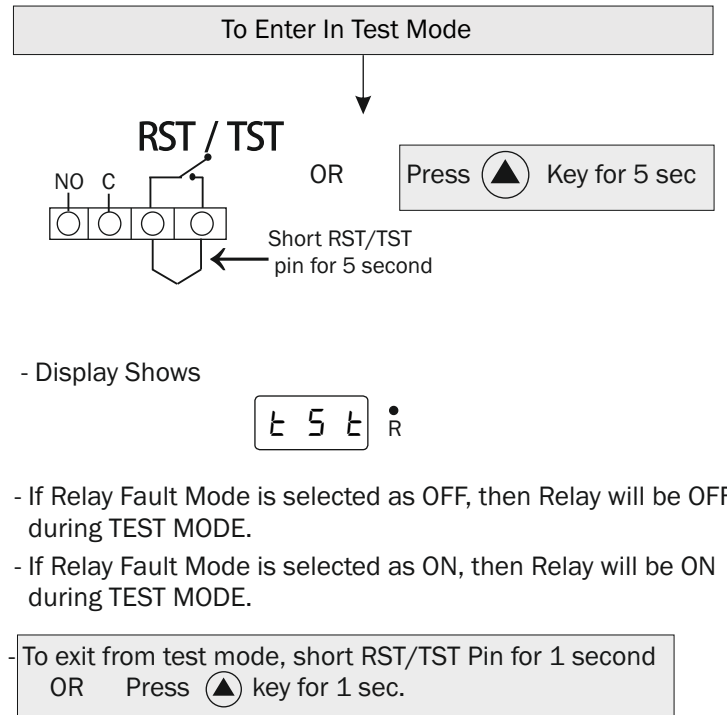 To Enter In Test Mode
RST / TST
OR
Press ▲ Key for 5 sec
NO C
Short RST/TST
pin for 5 second
- Display Shows
t S t
R
- If Relay Fault Mode is selected as OFF, then Relay will be OFF
during TEST MODE.
- If Relay Fault Mode is selected as ON, then Relay will be ON
during TEST MODE.
- To exit from test mode, short RST/TST Pin for 1 second
OR Press ▲ key for 1 sec.